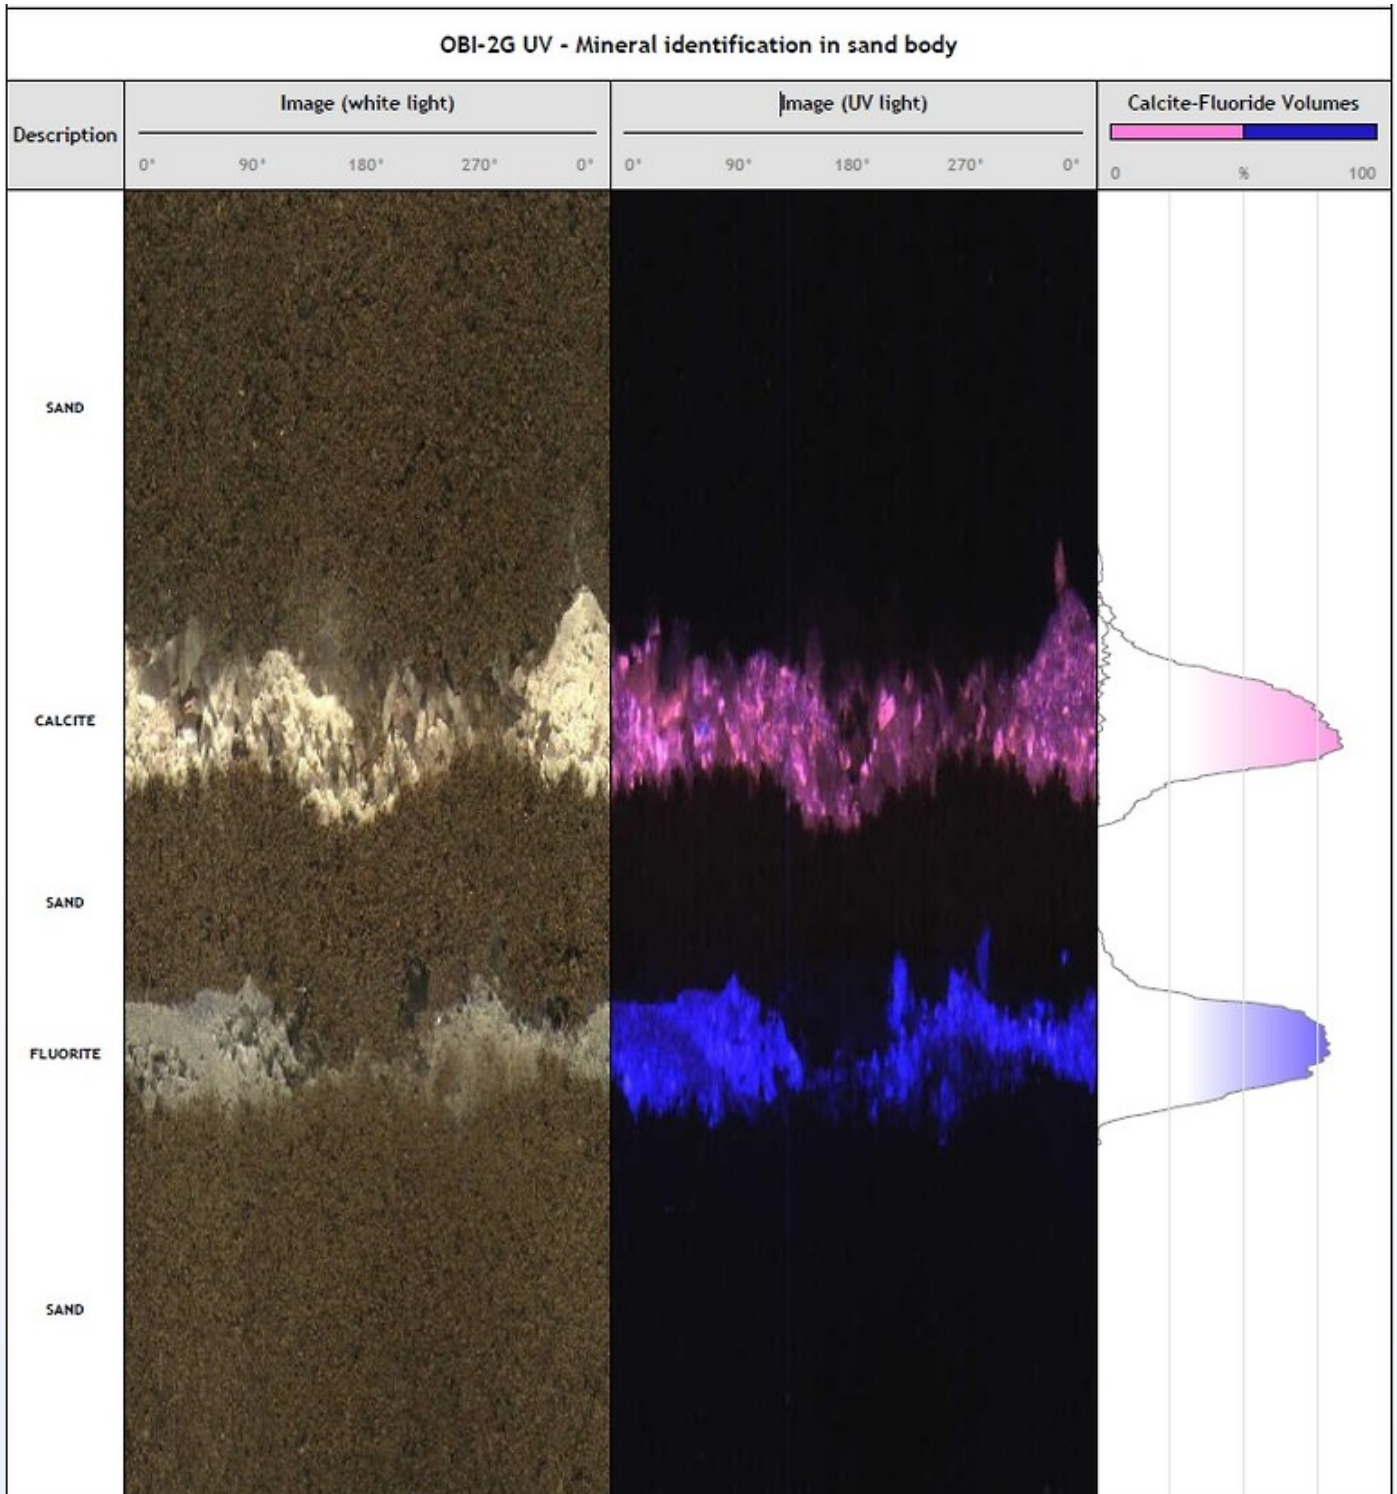 OBI-2G UV - Mineral identification in sand body
Description
Image (white light)
0° 90° 180° 270° 0°
Image (UV light)
0° 90° 180° 270° 0°
Calcite-Fluoride Volumes
0 % 100
SAND
CALCITE
SAND
FLUORITE
SAND